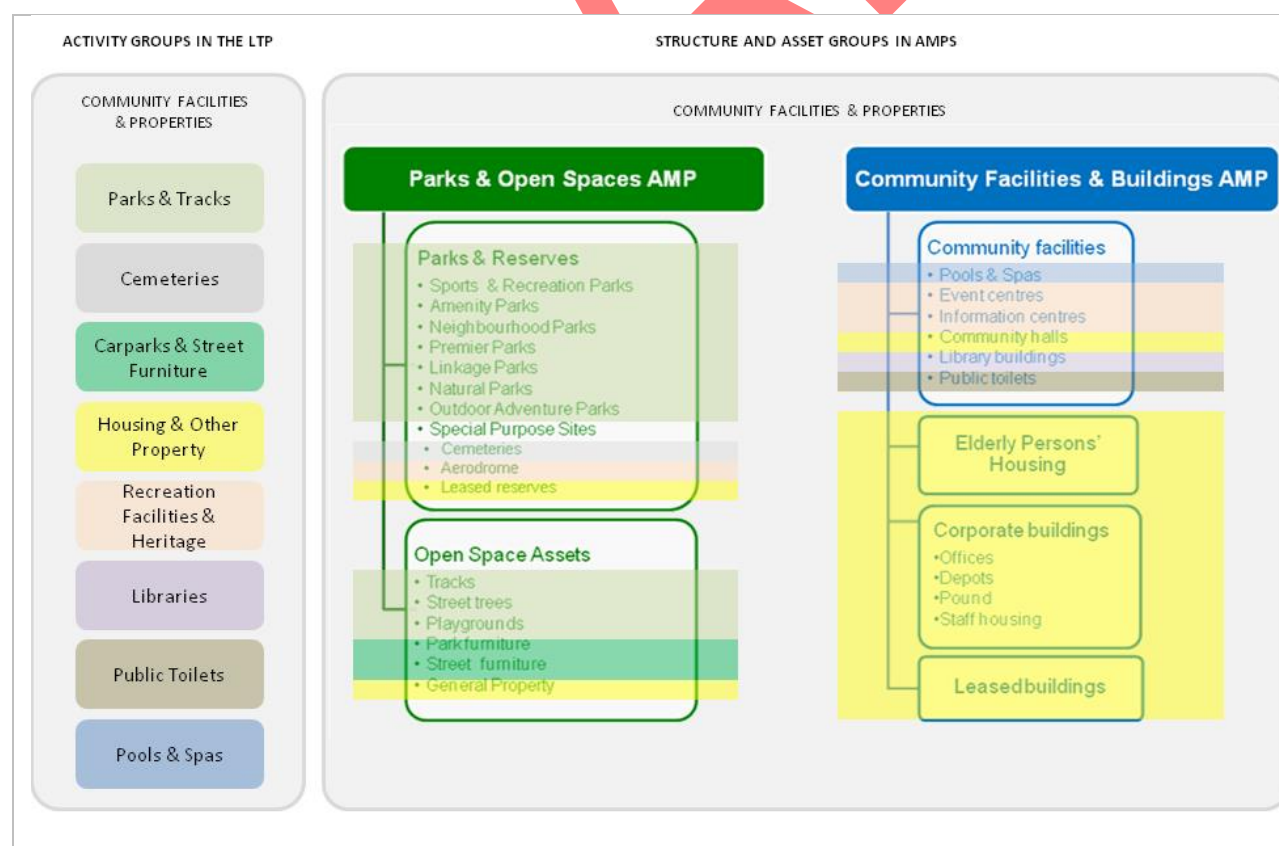 ACTIVITY GROUPS IN THE LTP
STRUCTURE AND ASSET GROUPS IN AMPS
COMMUNITY FACILITIES
& PROPERTIES
Parks & Tracks
Cemeteries
Carparks & Street
Furniture
Housing & Other
Property
Recreation
Facilities &
Heritage
Libraries
Public Toilets
Pools & Spas
COMMUNITY FACILITIES & PROPERTIES
Parks & Open Spaces AMP
Parks & Reserves
• Sports & Recreation Parks
• Amenity Parks
• Neighbourhood Parks
• Premier Parks
• Linkage Parks
• Natural Parks
• Outdoor Adventure Parks
• Special Purpose Sites
• Cemeteries
• Aerodrome
• Leased reserves
Open Space Assets
• Tracks
• Street trees
• Playgrounds
• Park furniture
• Street furniture
• General Property
Community Facilities & Buildings AMP
Community facilities
• Pools & Spas
• Event centres
• Information centres
• Community halls
• Library buildings
• Public toilets
Elderly Persons'
Housing
Corporate buildings
•Offices
•Depots
•Pound
•Staff housing
Leased buildings